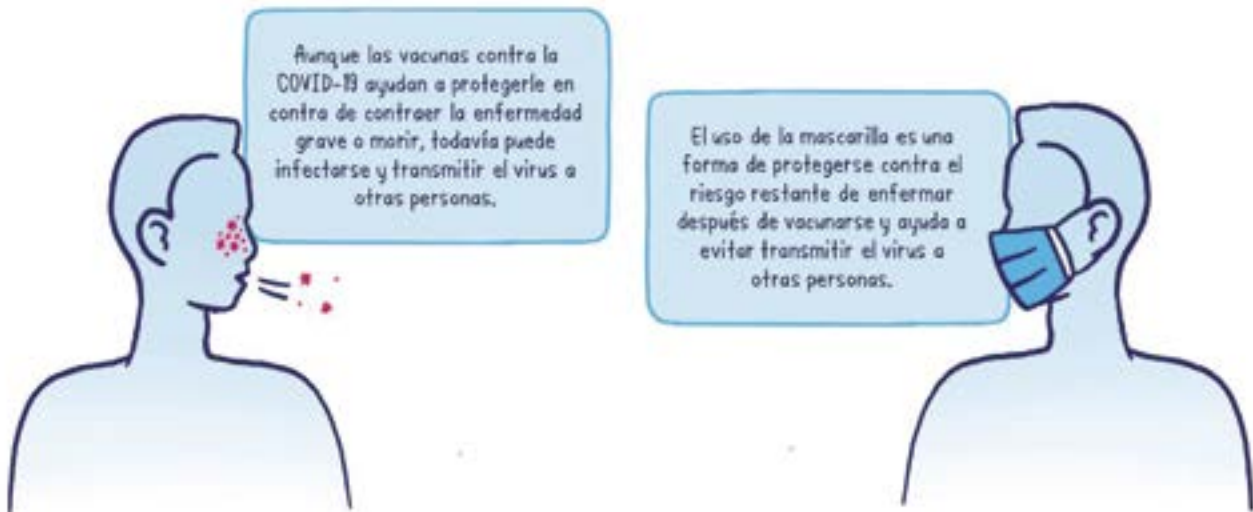 Aunque las vacunas contra la
COVID-19 ayudan a protegerle en
contra de contraer la enfermedad
grave o morir, todavía puede
infectarse y transmitir el virus a
otras personas.
El uso de la mascarilla es una
forma de protegerse contra el
riesgo restante de enfermar
después de vacunarse y ayuda a
evitar transmitir el virus a
otras personas.